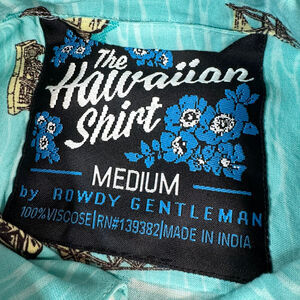 The
Hawaiian
Shirt
MEDIUM
by ROWDY GENTLEMAN
100%VISCOSE|RN#139382|MADE IN INDIA